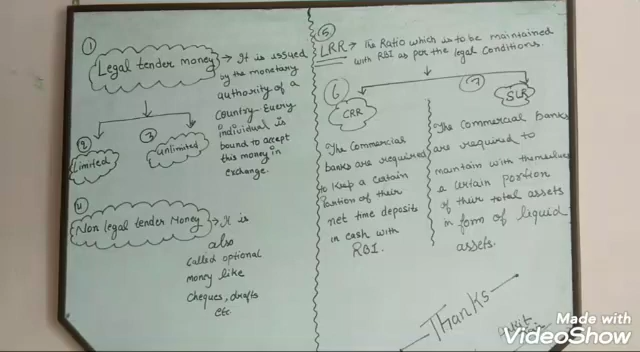 ①
Legal tender money → It is issued
by the monetary
authority of a
Country. Every
individual is
bound to accept
this money in
exchange.
② Limited
③ Unlimited
④
Non legal tender Money → It is
also
called optional
money like
cheques, drafts
etc.
⑤
LRR → The Ratio which is to be maintained
with RBI as per the legal Conditions.
⑥
CRR
The Commercial
banks are required
to keep a certain
Portion of their
net time deposits
in cash with
RBI.
⑦
SLR
The Commercial banks
are required to
maintain with themselves
a certain portion
of their total assets
in form of liquid
assets.
Thanks
Made with
VideoShow